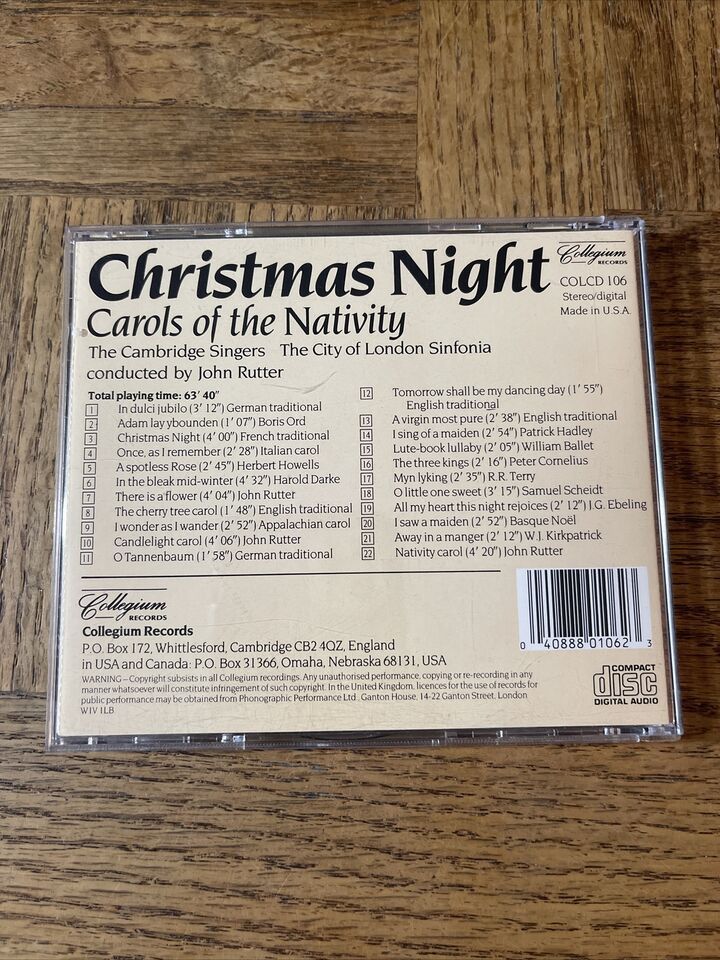 Christmas Night
Carols of the Nativity
The Cambridge Singers The City of London Sinfonia
conducted by John Rutter
Collegium
RECORDS
COLCD 106
Stereo/digital
Made in U.S.A.
Total playing time: 63' 40"
1 In dulci jubilo (3' 12") German traditional
2 Adam lay ybounden (1' 07") Boris Ord
3 Christmas Night (4' 00") French traditional
4 Once, as I remember (2' 28") Italian carol
5 A spotless Rose (2' 45") Herbert Howells
6 In the bleak mid-winter (4' 32") Harold Darke
7 There is a flower (4' 04") John Rutter
8 The cherry tree carol (1' 48") English traditional
9 I wonder as I wander (2' 52") Appalachian carol
10 Candlelight carol (4' 06") John Rutter
11 O Tannenbaum (1' 58") German traditional
12 Tomorrow shall be my dancing day (1' 55")
English traditional
13 A virgin most pure (2' 38") English traditional
14 I sing of a maiden (2' 54") Patrick Hadley
15 Lute-book lullaby (2' 05") William Ballet
16 The three kings (2' 16") Peter Cornelius
17 Myn lyking (2' 35") R.R. Terry
18 O little one sweet (3' 15") Samuel Scheidt
19 All my heart this night rejoices (2' 12") J.G. Ebeling
20 I saw a maiden (2' 52") Basque Noël
21 Away in a manger (2' 12") W.J. Kirkpatrick
22 Nativity carol (4' 20") John Rutter
Collegium
RECORDS
Collegium Records
P.O. Box 172, Whittlesford, Cambridge CB2 4QZ, England
in USA and Canada: P.O. Box 31366, Omaha, Nebraska 68131, USA
WARNING – Copyright subsists in all Collegium recordings. Any unauthorised performance, copying or re-recording in any
manner whatsoever will constitute infringement of such copyright. In the United Kingdom, licences for the use of records for
public performance may be obtained from Phonographic Performance Ltd., Ganton House, 14-22 Ganton Street, London
W1V 1LB
0 40888 01062 3
COMPACT
disc
DIGITAL AUDIO